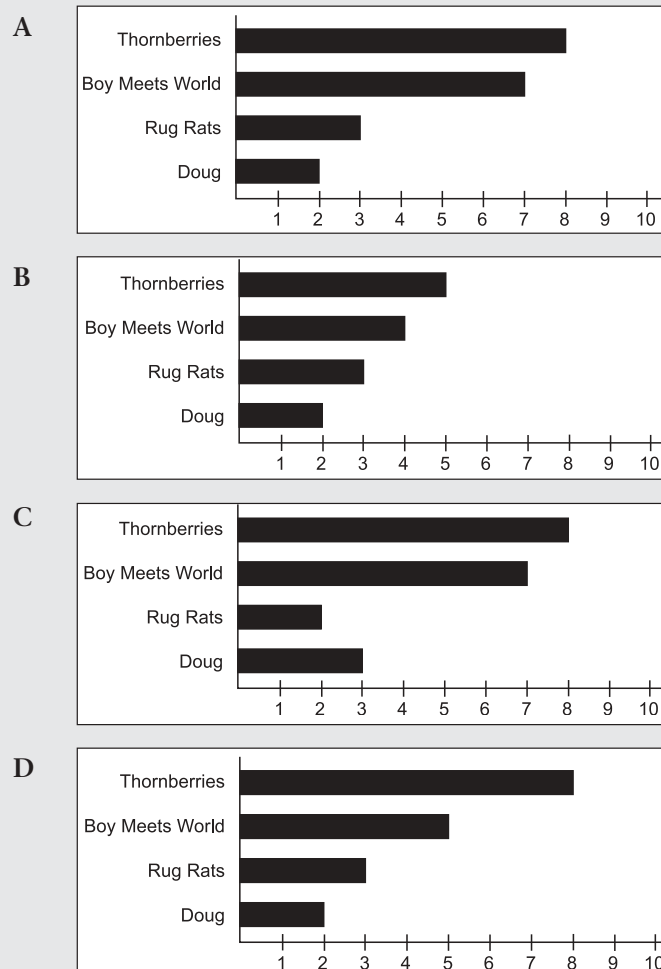 A
Thornberries
Boy Meets World
Rug Rats
Doug
1 2 3 4 5 6 7 8 9 10
B
Thornberries
Boy Meets World
Rug Rats
Doug
1 2 3 4 5 6 7 8 9 10
C
Thornberries
Boy Meets World
Rug Rats
Doug
1 2 3 4 5 6 7 8 9 10
D
Thornberries
Boy Meets World
Rug Rats
Doug
1 2 3 4 5 6 7 8 9 10